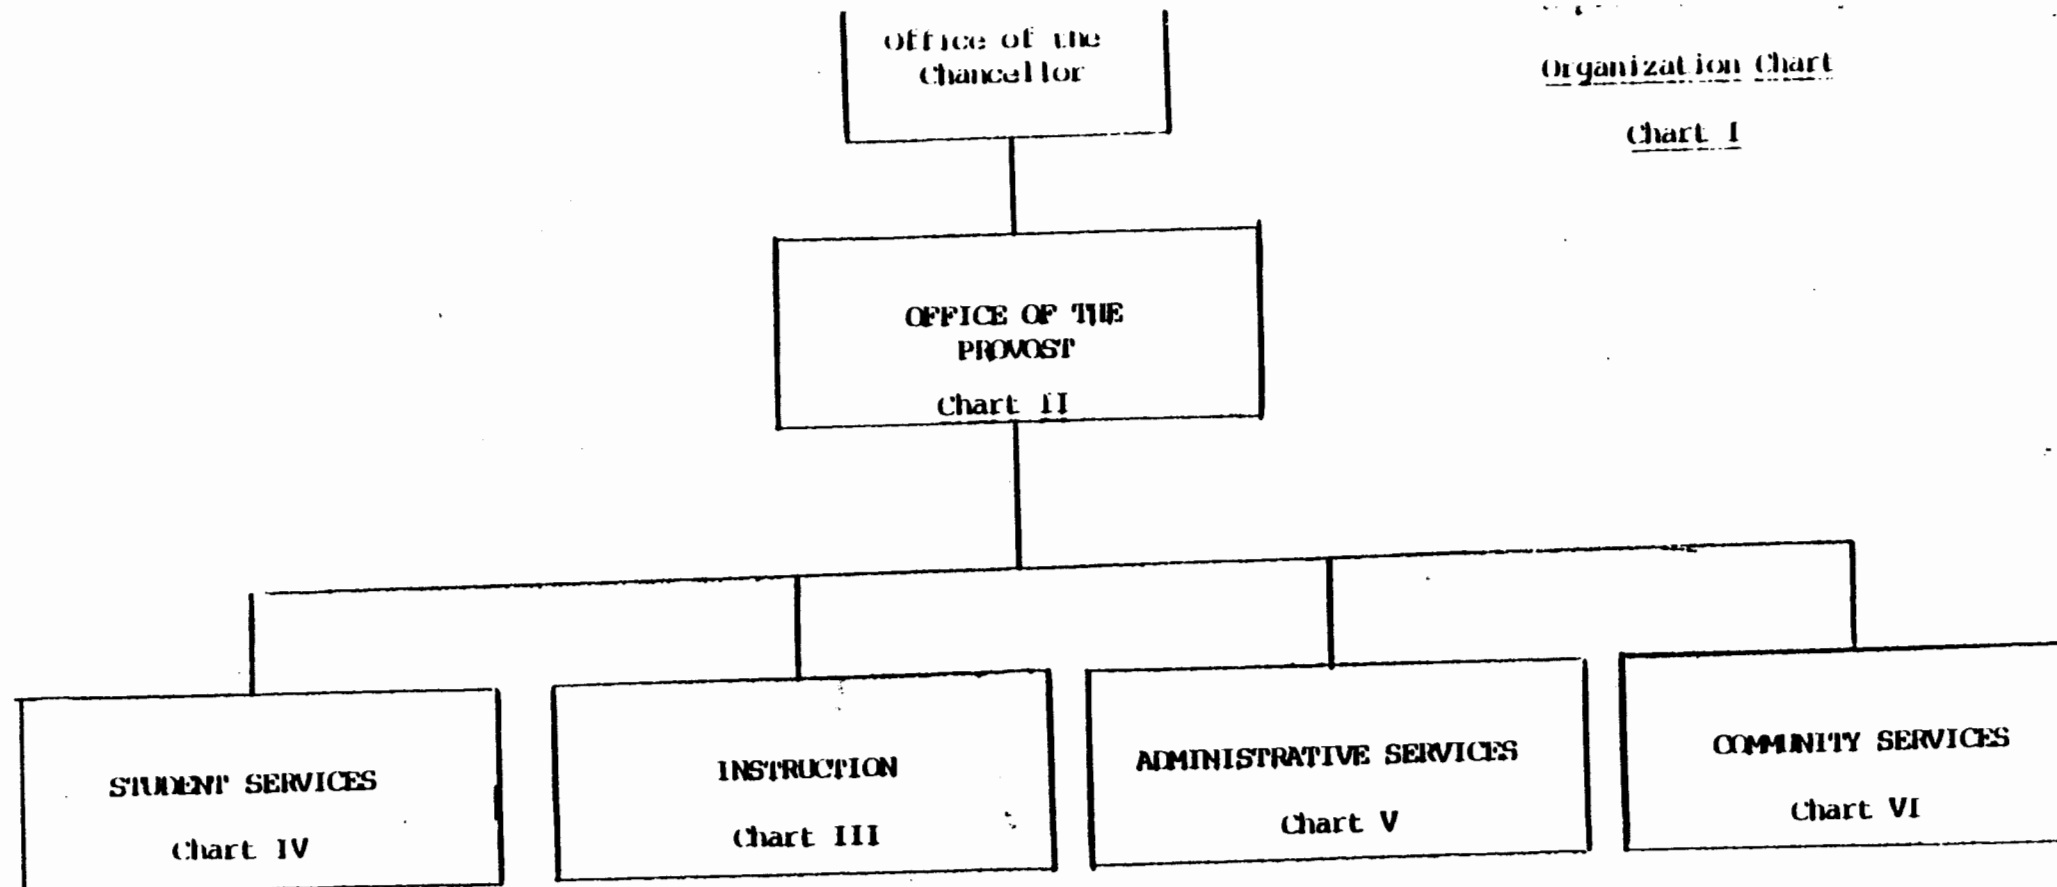 Office of the
Chancellor
Organization Chart
Chart I
OFFICE OF THE
PROVOST
Chart II
STUDENT SERVICES
Chart IV
INSTRUCTION
Chart III
ADMINISTRATIVE SERVICES
Chart V
COMMUNITY SERVICES
Chart VI